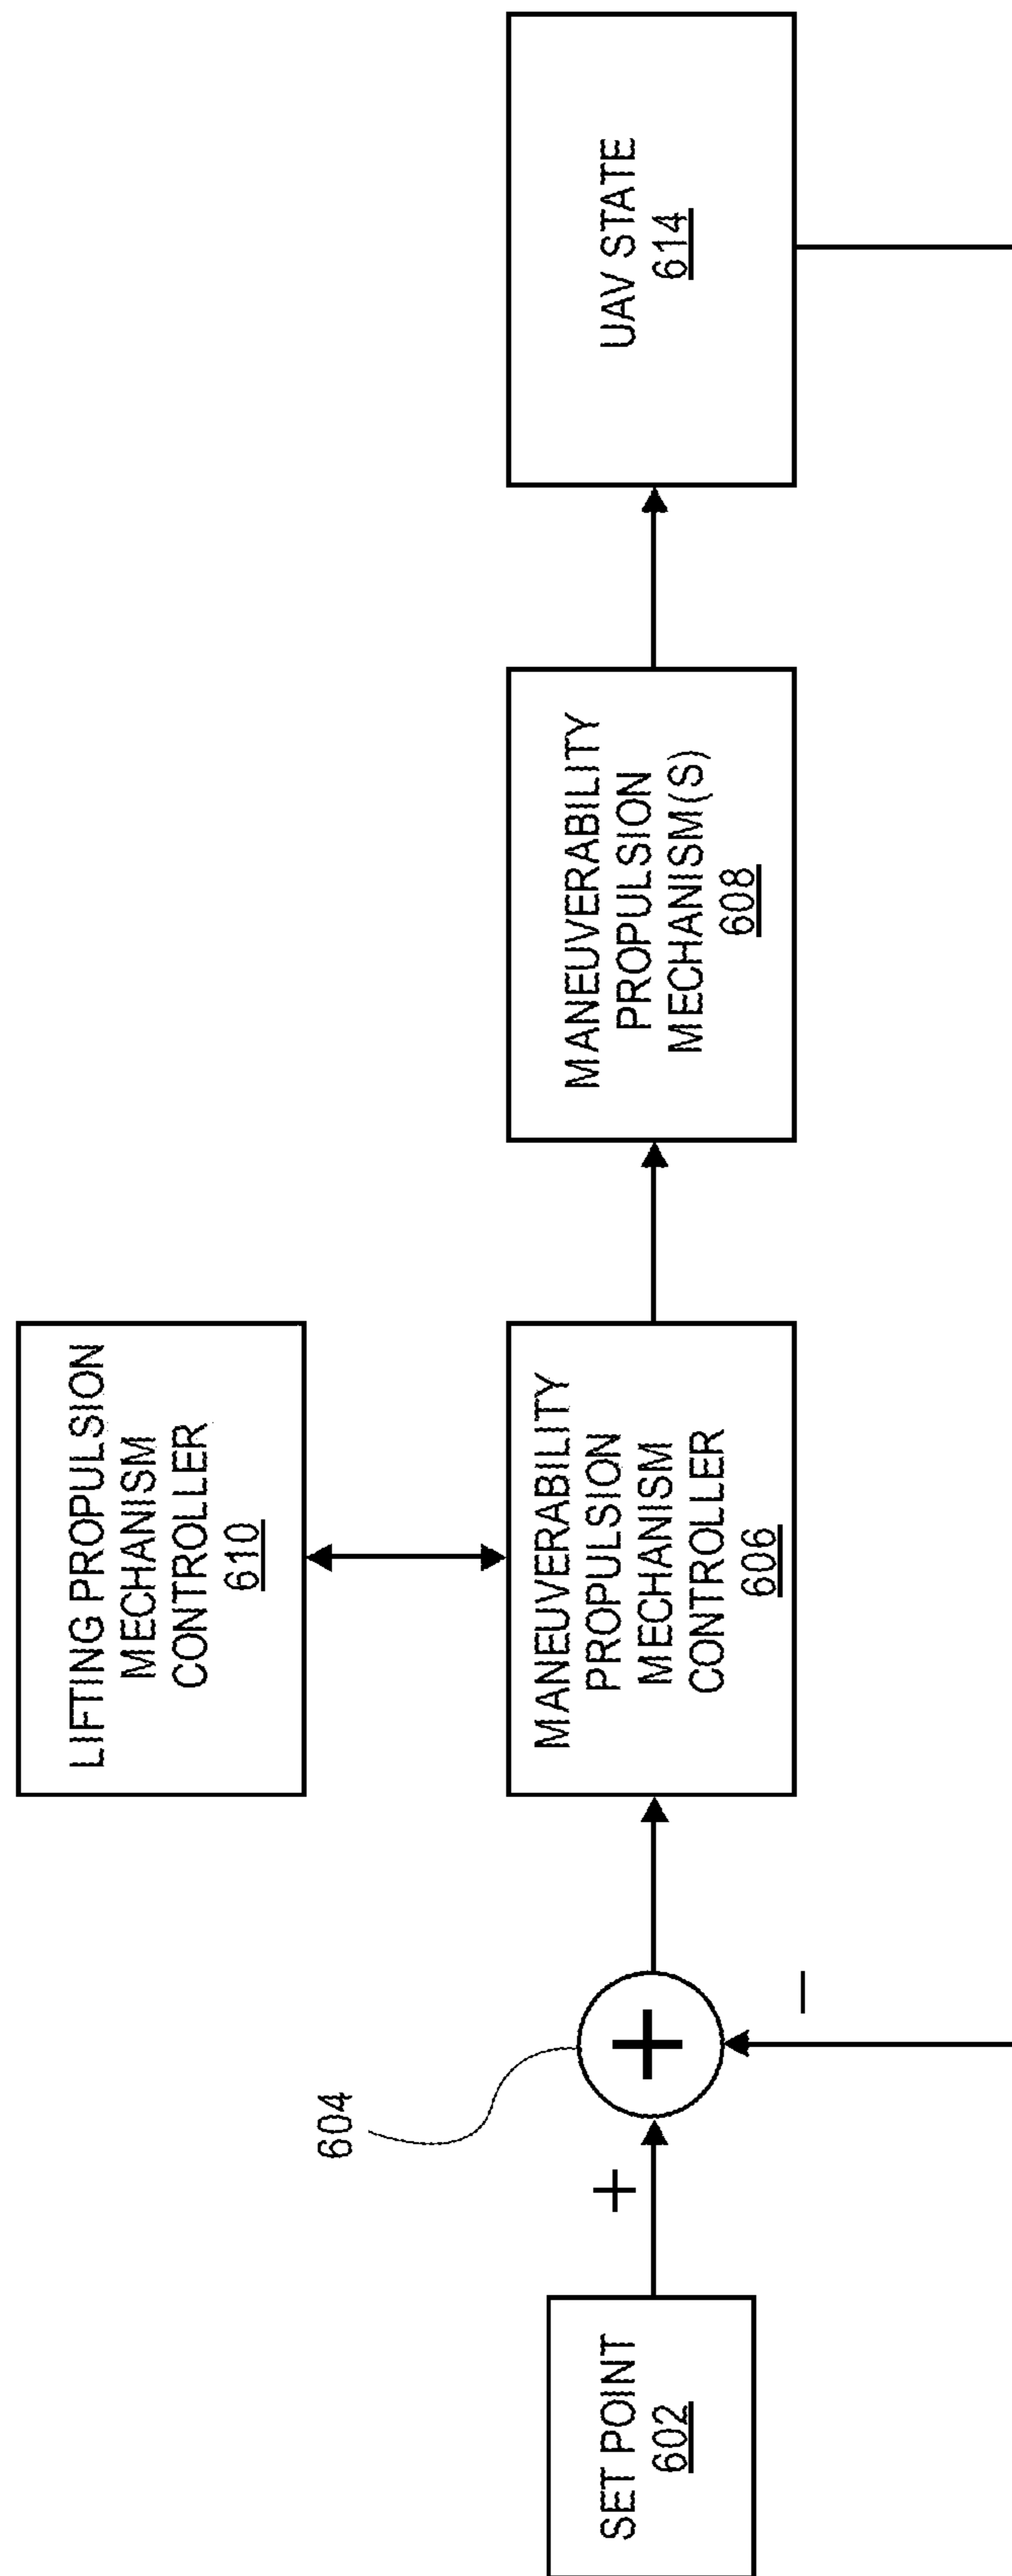 LIFTING PROPULSION
MECHANISM
CONTROLLER
610
604
SET POINT
602
+
+
−
MANEUVERABILITY
PROPULSION
MECHANISM
CONTROLLER
606
MANEUVERABILITY
PROPULSION
MECHANISM(S)
608
UAV STATE
614